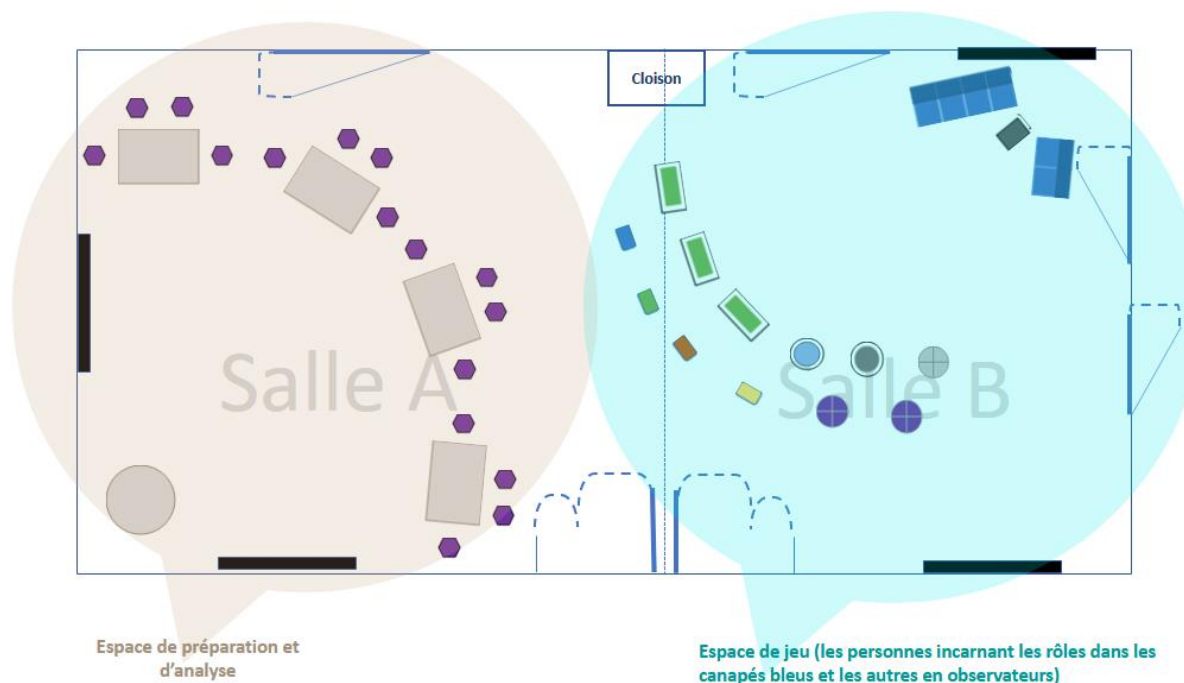 Cloison
Salle A
Salle B
Espace de préparation et
d'analyse
Espace de jeu (les personnes incarnant les rôles dans les
canapés bleus et les autres en observateurs)